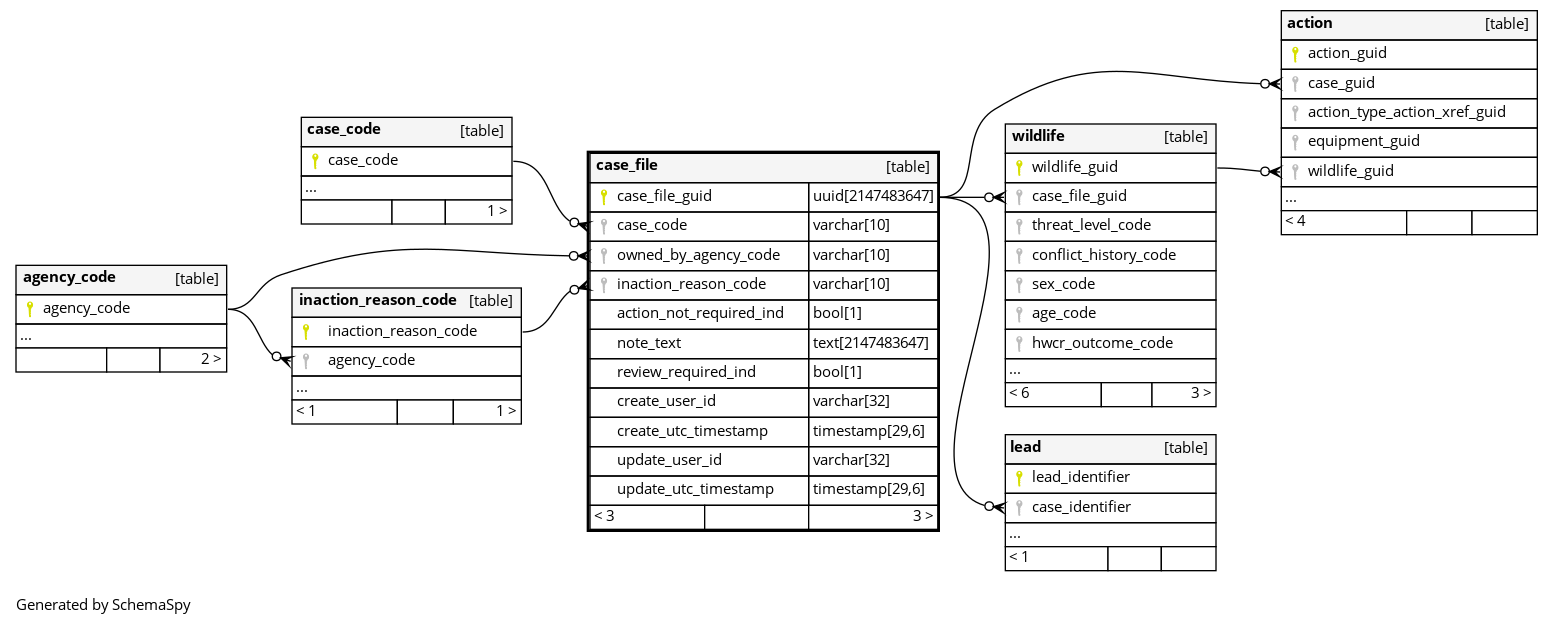 action [table]
action_guid
case_guid
action_type_action_xref_guid
equipment_guid
wildlife_guid
...
< 4
case_code [table]
case_code
...
1 >
wildlife [table]
wildlife_guid
case_file_guid
threat_level_code
conflict_history_code
sex_code
age_code
hwcr_outcome_code
...
< 6 3 >
case_file [table]
case_file_guid uuid[2147483647]
case_code varchar[10]
owned_by_agency_code varchar[10]
inaction_reason_code varchar[10]
action_not_required_ind bool[1]
note_text text[2147483647]
review_required_ind bool[1]
create_user_id varchar[32]
create_utc_timestamp timestamp[29,6]
update_user_id varchar[32]
update_utc_timestamp timestamp[29,6]
< 3 3 >
agency_code [table]
agency_code
...
2 >
inaction_reason_code [table]
inaction_reason_code
agency_code
...
< 1 1 >
lead [table]
lead_identifier
case_identifier
...
< 1
Generated by SchemaSpy